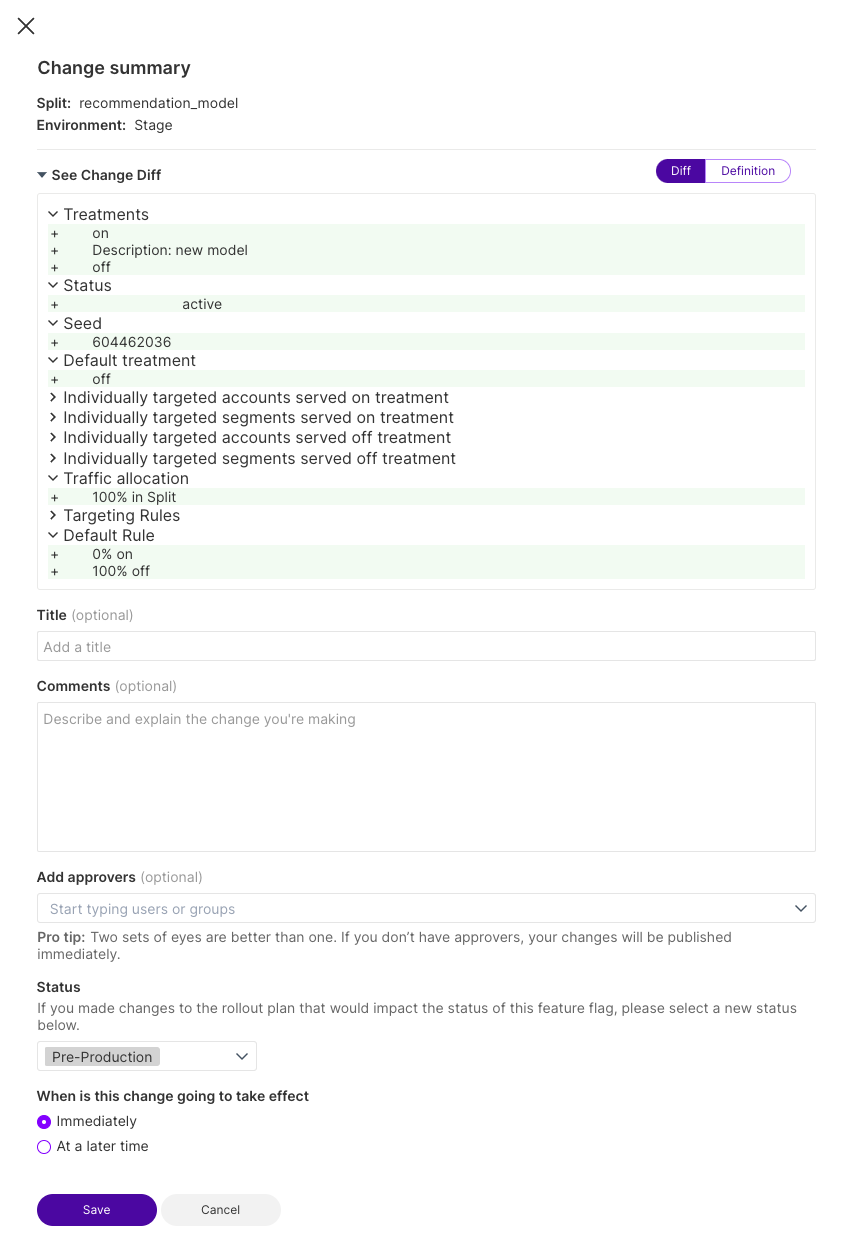 Change summary
Split: recommendation_model
Environment: Stage
See Change Diff
Diff Definition
Treatments
+ on
+ Description: new model
+ off
Status
+ active
Seed
+ 604462036
Default treatment
+ off
Individually targeted accounts served on treatment
Individually targeted segments served on treatment
Individually targeted accounts served off treatment
Individually targeted segments served off treatment
Traffic allocation
+ 100% in Split
Targeting Rules
Default Rule
+ 0% on
+ 100% off
Title (optional)
Add a title
Comments (optional)
Describe and explain the change you're making
Add approvers (optional)
Start typing users or groups
Pro tip: Two sets of eyes are better than one. If you don’t have approvers, your changes will be published
immediately.
Status
If you made changes to the rollout plan that would impact the status of this feature flag, please select a new status
below.
Pre-Production
When is this change going to take effect
Immediately
At a later time
Save Cancel